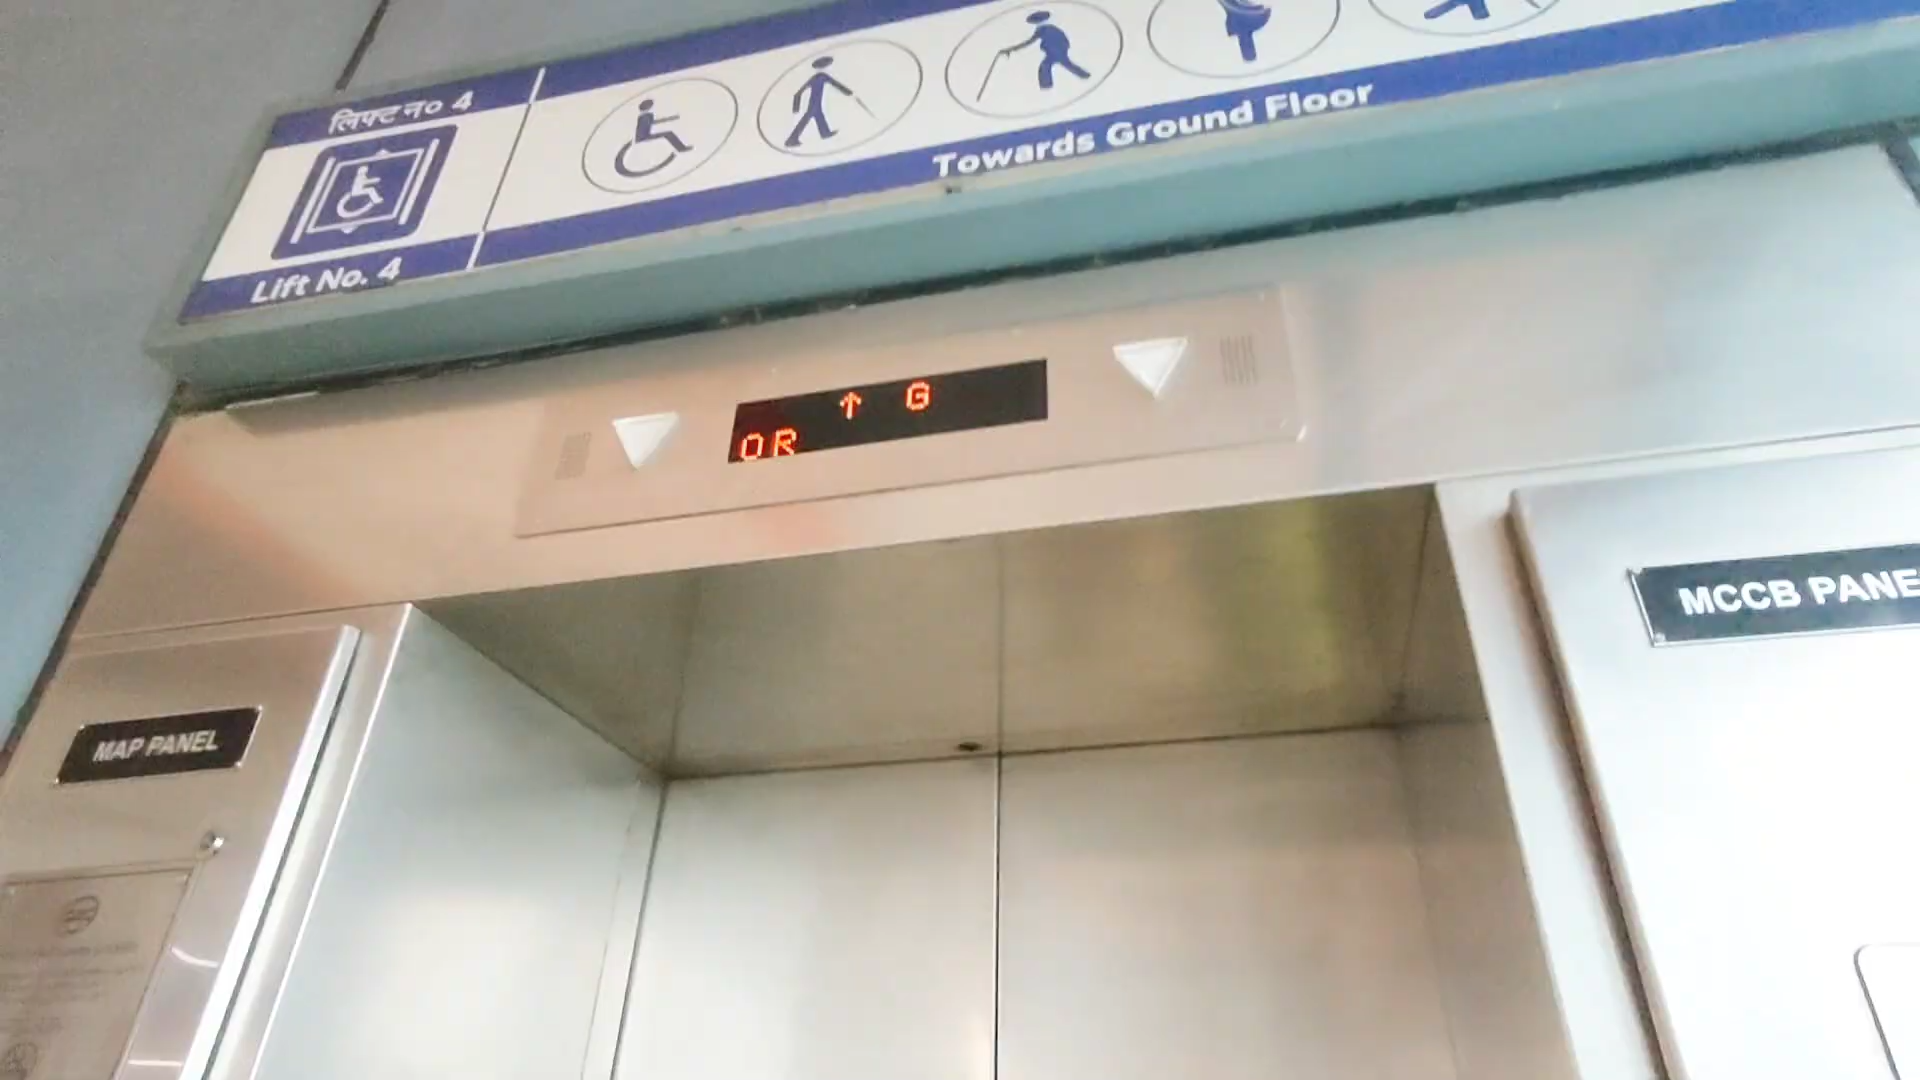 लिफ्ट न० 4
Lift No. 4
Towards Ground Floor
↑ G
OR
MCCB PANE
MAP PANEL